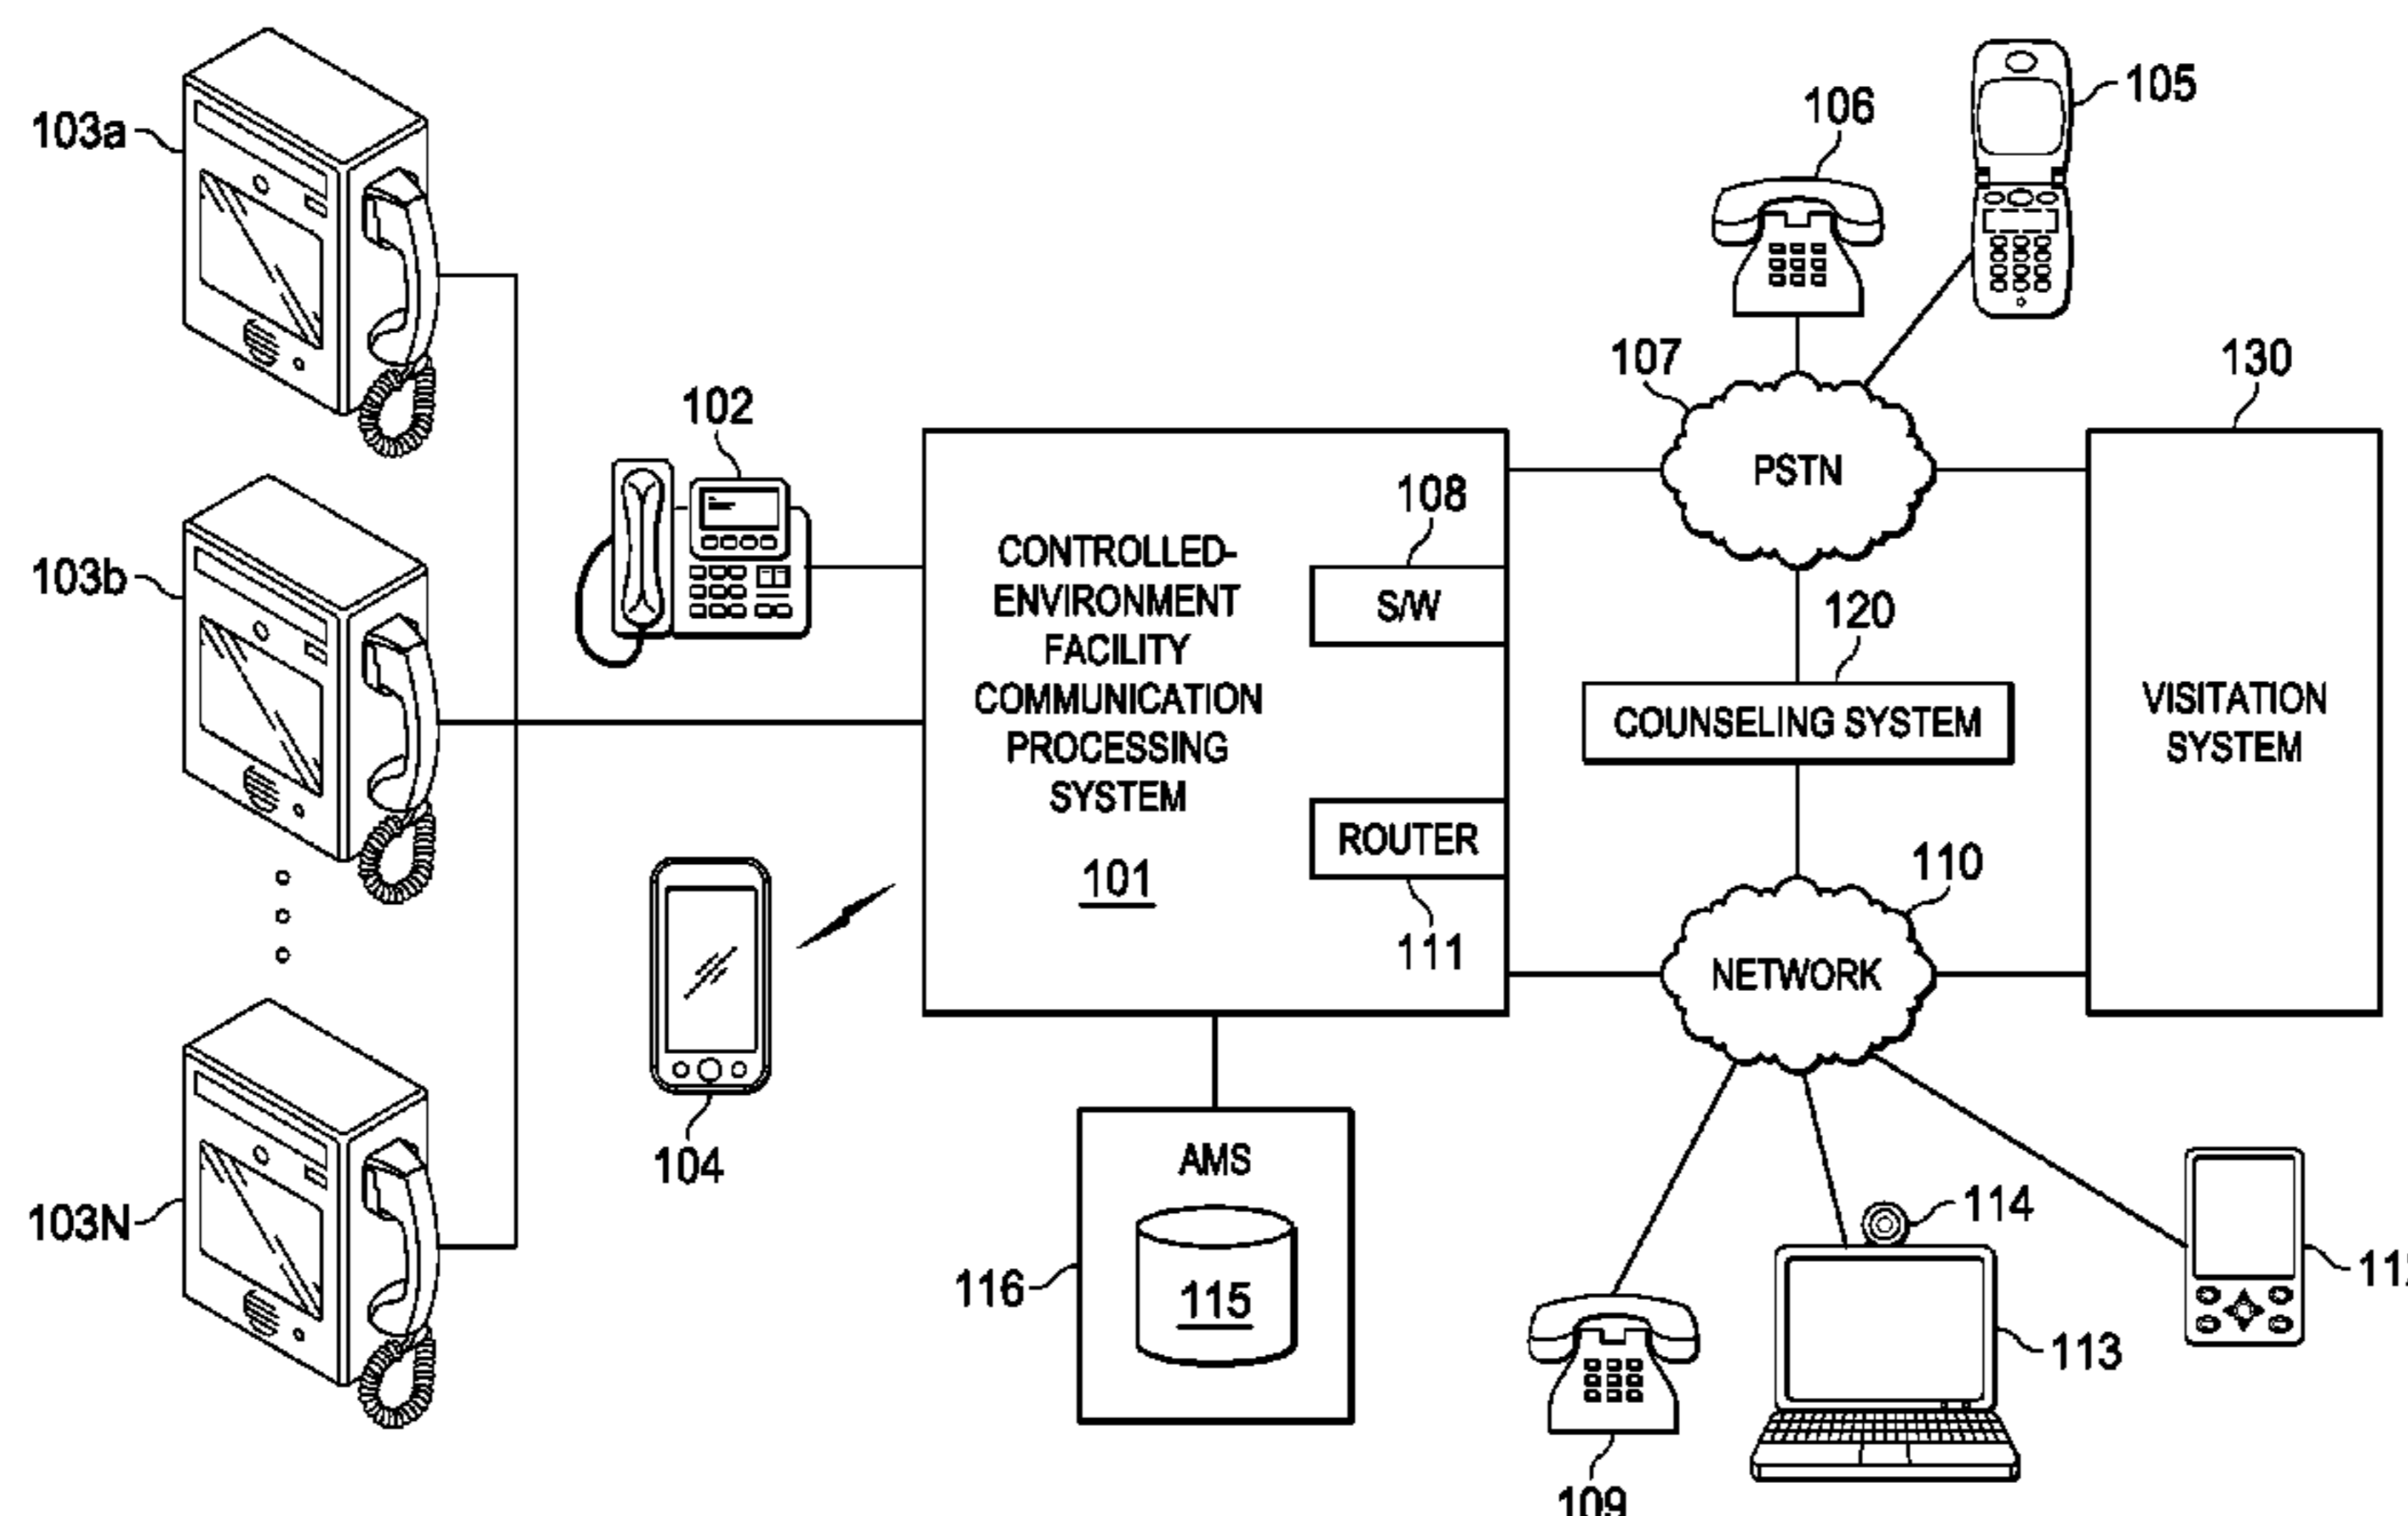 103a
105
106
107
130
102
108
PSTN
CONTROLLED-
ENVIRONMENT
FACILITY
COMMUNICATION
PROCESSING
SYSTEM
101
S/W
103b
120
COUNSELING SYSTEM
VISITATION
SYSTEM
ROUTER
111
110
NETWORK
104
AMS
115
116
103N
114
113
109